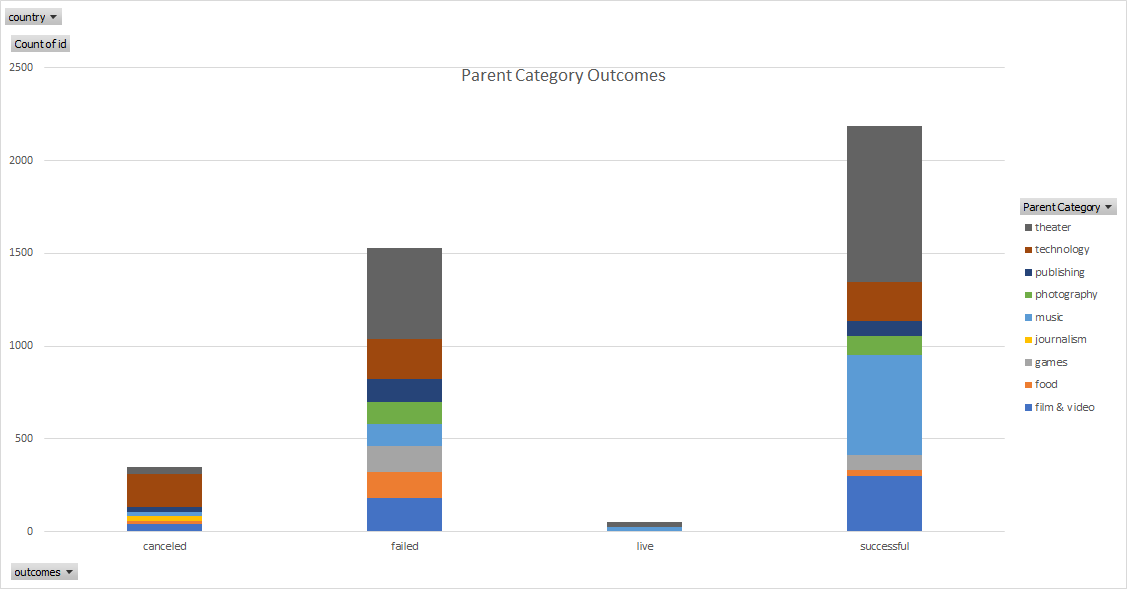 country
Count of id
Parent Category Outcomes
2500
2000
1500
1000
500
0
canceled
failed
live
successful
outcomes
Parent Category
theater
technology
publishing
photography
music
journalism
games
food
film & video